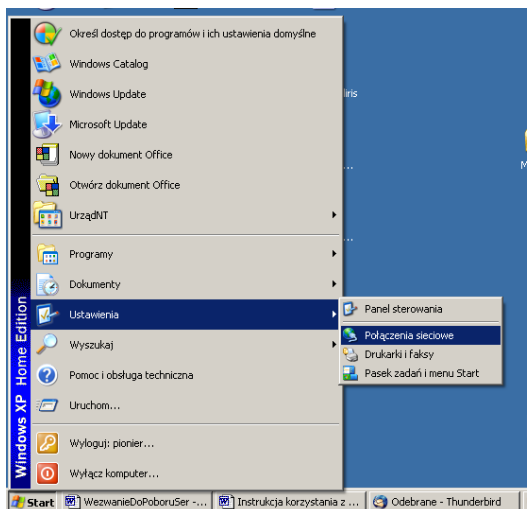 Określ dostęp do programów i ich ustawienia domyślne
Windows Catalog
Windows Update
Microsoft Update
Nowy dokument Office
Otwórz dokument Office
UrządNT
Programy
Dokumenty
Ustawienia
Wyszukaj
Pomoc i obsługa techniczna
Uruchom...
Wyloguj: pionier...
Wyłącz komputer...
Windows XP Home Edition
Panel sterowania
Połączenia sieciowe
Drukarki i faksy
Pasek zadań i menu Start
Start
WezwanieDoPoboruSer -...
Instrukcja korzystania z ...
Odebrane - Thunderbird